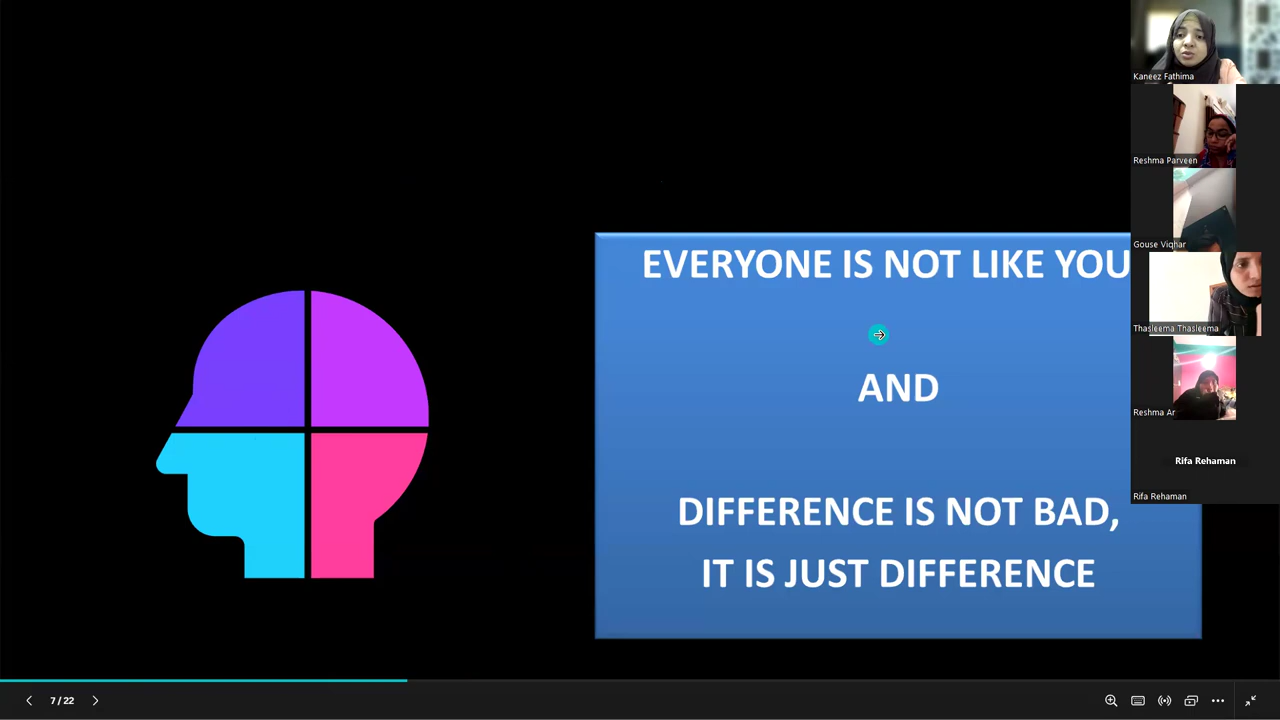 EVERYONE IS NOT LIKE YOU
AND
DIFFERENCE IS NOT BAD,
IT IS JUST DIFFERENCE
Kaneez Fathima
Reshma Parveen
Gouse Viqhar
Thasleema Thasleema
Reshma Ar
Rifa Rehaman
Rifa Rehaman
7 / 22